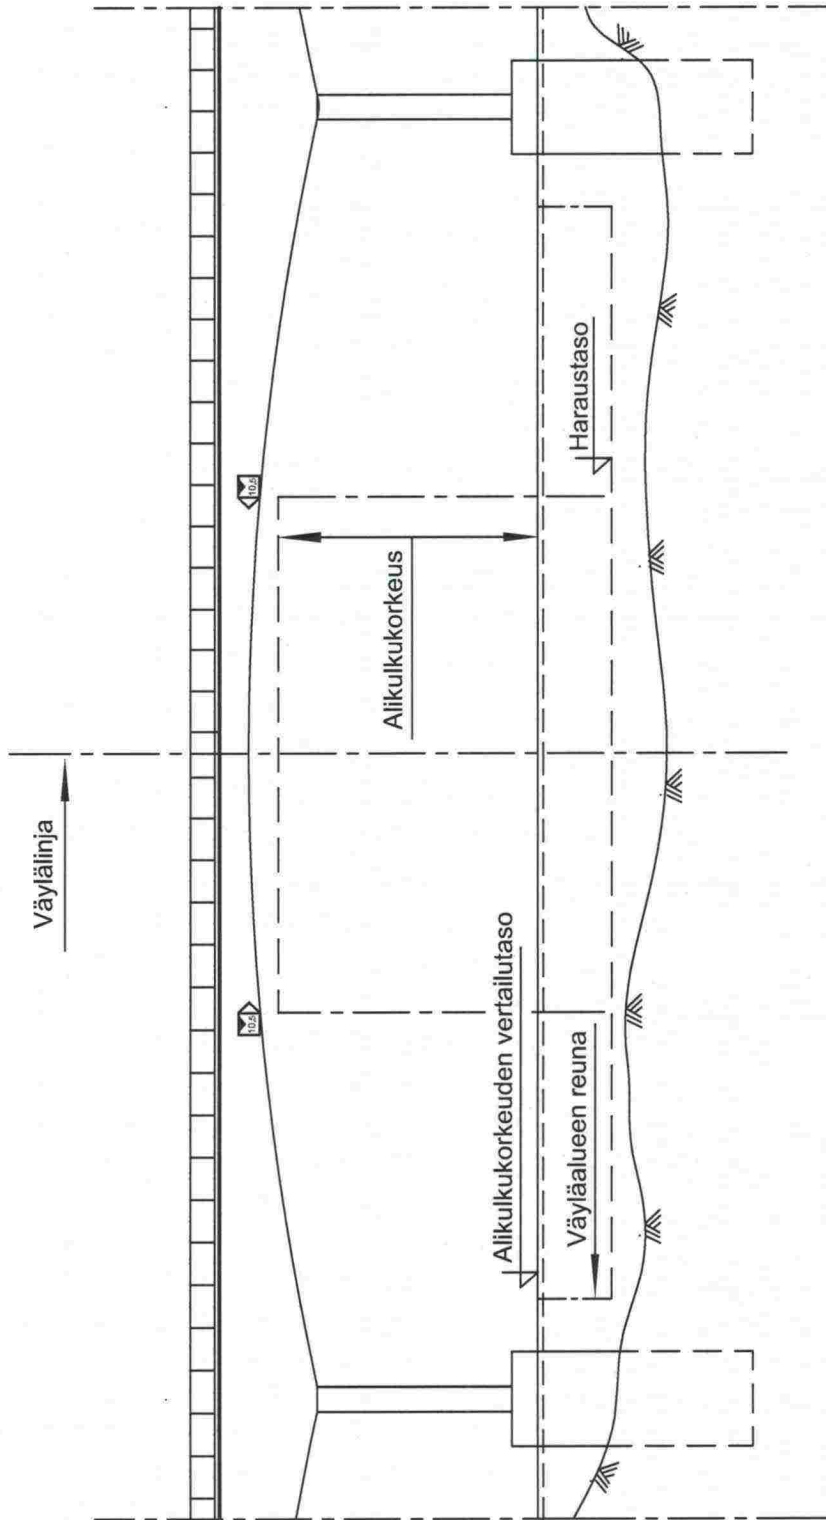 Väylälinja
10,5
10,5
Alikulkukorkeus
Alikulkukorkeuden vertailutaso
Väyläalueen reuna
Haraustaso